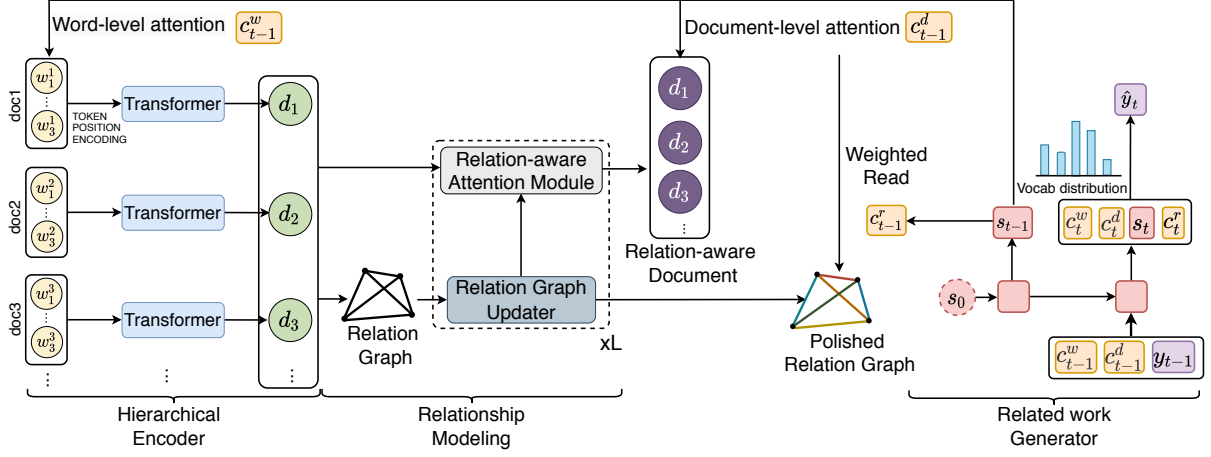 Word-level attention c^w_{t-1}
Document-level attention c^d_{t-1}
doc1
w^1_1
⋮
w^1_3
TOKEN
POSITION
ENCODING
Transformer
d_1
doc2
w^2_1
⋮
w^2_3
Transformer
d_2
doc3
w^3_1
⋮
w^3_3
Transformer
d_3
⋮
⋮
⋮
Relation
Graph
Relation-aware
Attention Module
Relation Graph
Updater
xL
d_1
d_2
d_3
⋮
Relation-aware
Document
Weighted
Read
Polished
Relation Graph
ŷ_t
Vocab distribution
c^r_{t-1}
s_{t-1}
c^w_t c^d_t s_t c^r_t
s_0
c^w_{t-1} c^d_{t-1} y_{t-1}
Hierarchical
Encoder
Relationship
Modeling
Related work
Generator